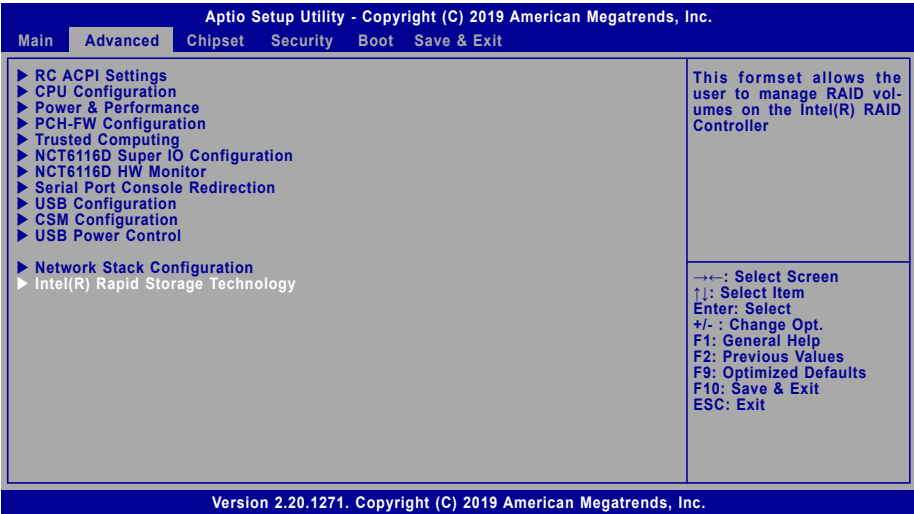 Aptio Setup Utility - Copyright (C) 2019 American Megatrends, Inc.
Main Advanced Chipset Security Boot Save & Exit
▶ RC ACPI Settings
▶ CPU Configuration
▶ Power & Performance
▶ PCH-FW Configuration
▶ Trusted Computing
▶ NCT6116D Super IO Configuration
▶ NCT6116D HW Monitor
▶ Serial Port Console Redirection
▶ USB Configuration
▶ CSM Configuration
▶ USB Power Control
▶ Network Stack Configuration
▶ Intel(R) Rapid Storage Technology
This formset allows the
user to manage RAID vol-
umes on the Intel(R) RAID
Controller
→←: Select Screen
↑↓: Select Item
Enter: Select
+/- : Change Opt.
F1: General Help
F2: Previous Values
F9: Optimized Defaults
F10: Save & Exit
ESC: Exit
Version 2.20.1271. Copyright (C) 2019 American Megatrends, Inc.